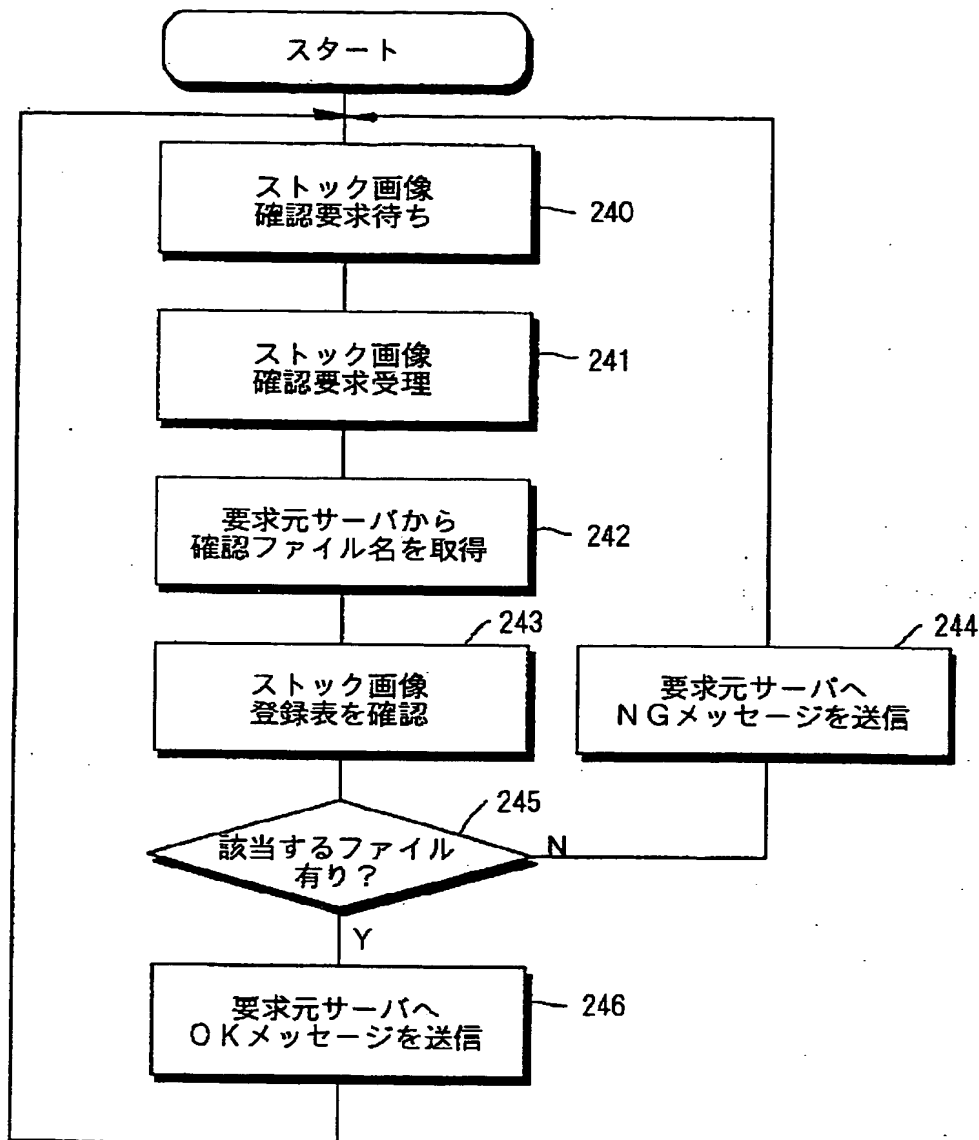 スタート
ストック画像
確認要求待ち
240
ストック画像
確認要求受理
241
要求元サーバから
確認ファイル名を取得
242
243
ストック画像
登録表を確認
244
要求元サーバへ
NGメッセージを送信
245
該当するファイル
有り?
N
Y
要求元サーバへ
OKメッセージを送信
246